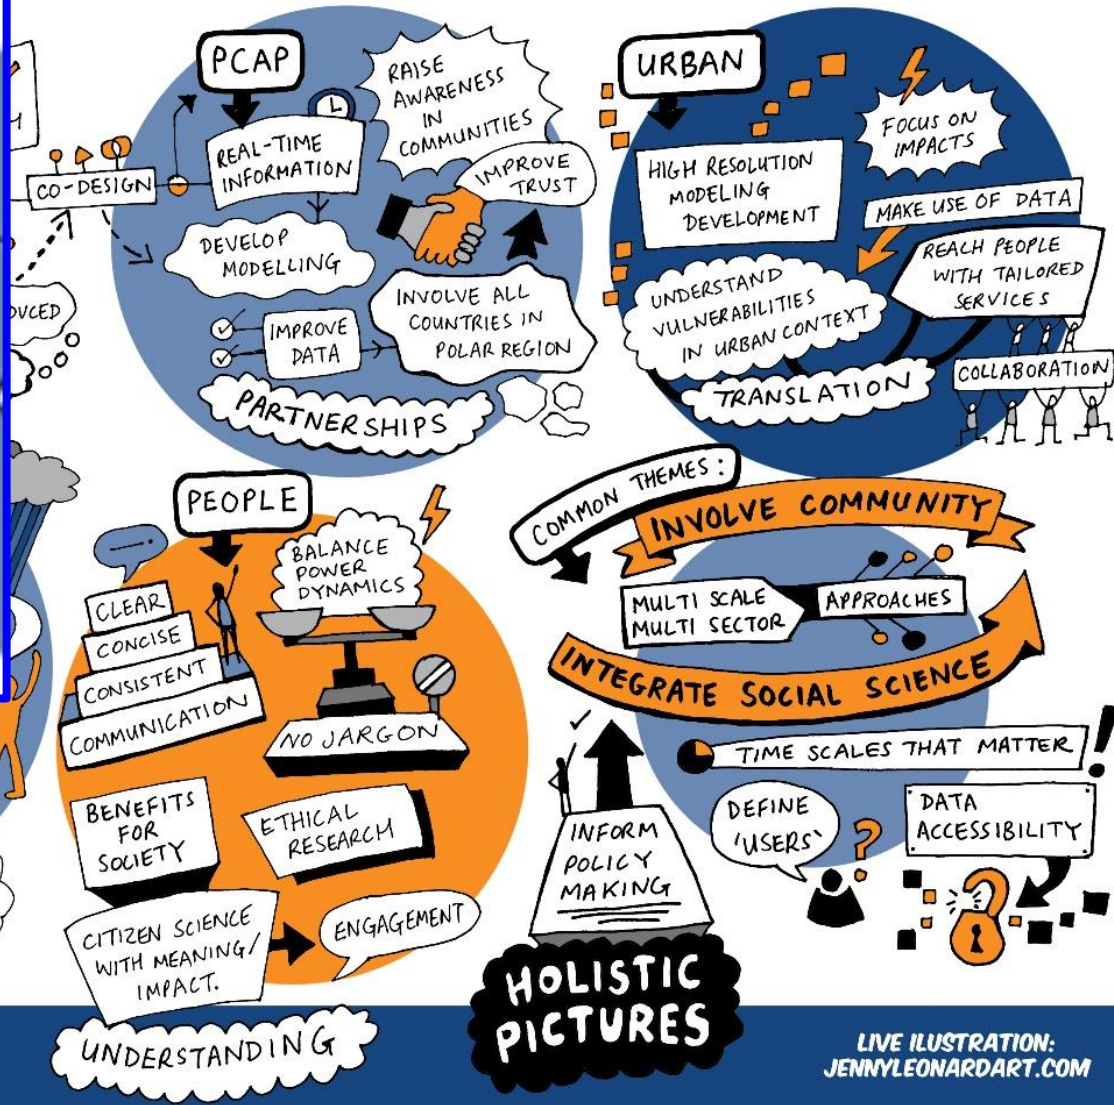 PCAP
RAISE
AWARENESS
IN
COMMUNITIES
CO-DESIGN
REAL-TIME
INFORMATION
IMPROVE
TRUST
DEVELOP
MODELLING
IMPROVE
DATA
INVOLVE ALL
COUNTRIES IN
POLAR REGION
PARTNERSHIPS
URBAN
FOCUS ON
IMPACTS
HIGH RESOLUTION
MODELING
DEVELOPMENT
MAKE USE OF DATA
REACH PEOPLE
WITH TAILORED
SERVICES
UNDERSTAND
VULNERABILITIES
IN URBAN CONTEXT
TRANSLATION
COLLABORATION
PEOPLE
BALANCE
POWER
DYNAMICS
CLEAR
CONCISE
CONSISTENT
COMMUNICATION
NO JARGON
BENEFITS
FOR
SOCIETY
ETHICAL
RESEARCH
CITIZEN SCIENCE
WITH MEANING/
IMPACT.
ENGAGEMENT
UNDERSTANDING
COMMON THEMES:
INVOLVE COMMUNITY
MULTI SCALE
MULTI SECTOR
APPROACHES
INTEGRATE SOCIAL SCIENCE
TIME SCALES THAT MATTER
DEFINE
'USERS'
DATA
ACCESSIBILITY
INFORM
POLICY
MAKING
HOLISTIC
PICTURES
LIVE ILUSTRATION:
JENNYLEONARDART.COM